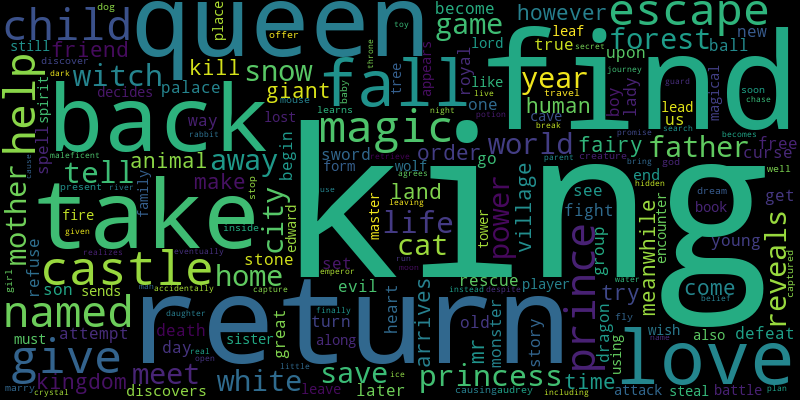 dog
child
queen
place
offer
become
game
however
escape
still
friend
toy
appears
lord
royal
leaf
true
secret
forest
ball
new
discover
dark
decides
witch
kill
snow
fall
throne
tree
like
find
year
upon
journey
travel
boy
lady
magical
soon
chase
help
spirit
spell
palace
giant
mouse
baby
live
one
human
guard
lead
us
back
way
lost
learns
night
magic
potion
cave
break
promise
search
becomes
maleficent
rabbit
sword
order
world
fairy
father
free
curse
tell
animal
away
begin
form
wolf
go
parent
creature
bring
god
well
cause
present
river
make
stop
use
agrees
king
land
end
hidden
dream
mother
family
take
city
edward
master
leaving
life
tower
power
village
see
fight
group
book
get
young
encounter
fire
given
inside
cat
meanwhile
reveals
refuse
realizes
eventually
stone
run
moon
come
belief
castle
home
set
emperor
arrives
rescue
player
try
captured
girl
son
sends
accidentally
capture
evil
water
wish
also
defeat
named
must
attempt
man
daughter
finally
return
instead
despite
prince
dragon
fly
name
death
sister
great
turn
heart
old
monster
story
using
love
give
day
real
open
along
mr
kingdom
meet
white
little
save
ice
princess
time
attack
steal
battle
plan
marry
crystal
discovers
leave
later
causingaudrey
including